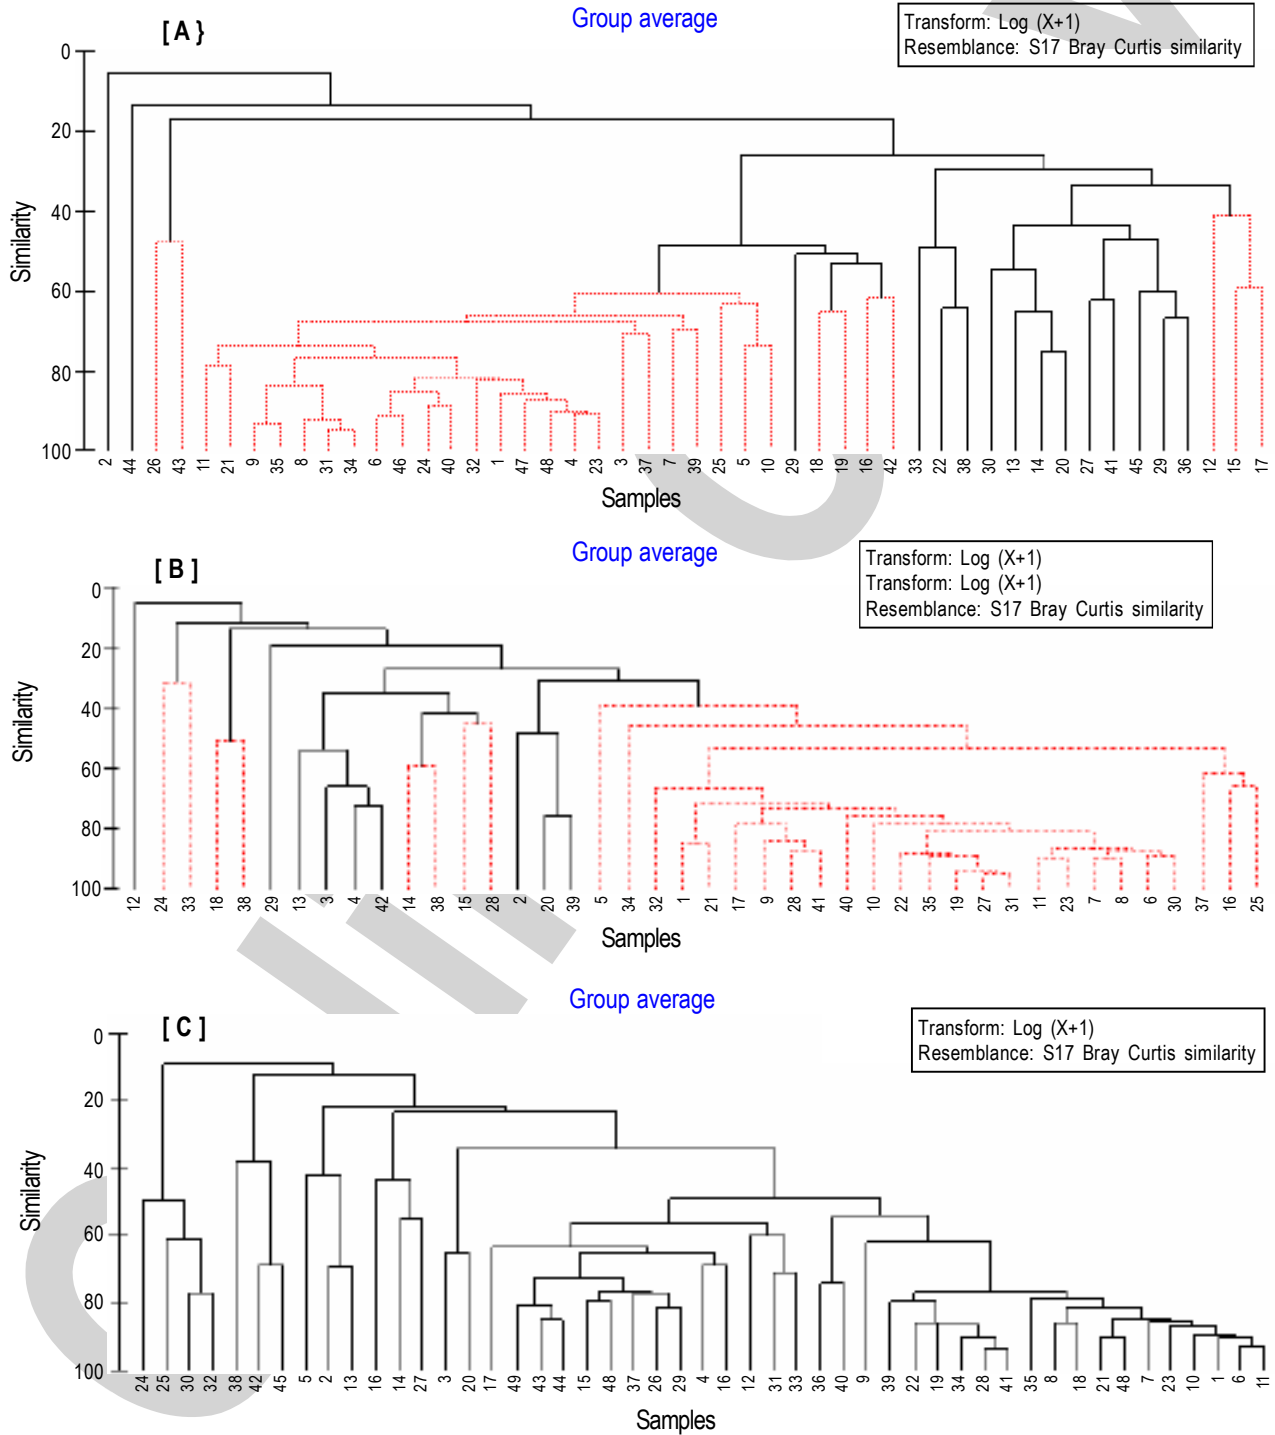 [ A }
Group average
Transform: Log (X+1)
Resemblance: S17 Bray Curtis similarity
0
20
40
60
80
100
Similarity
2 44 26 43 11 21 9 35 8 31 34 6 46 24 40 32 1 47 48 4 23 3 37 7 39 25 5 10 29 18 19 16 42 33 22 38 30 13 14 20 27 41 45 29 36 12 15 17
Samples
[ B ]
Group average
Transform: Log (X+1)
Transform: Log (X+1)
Resemblance: S17 Bray Curtis similarity
0
20
40
60
80
100
Similarity
12 24 33 18 38 29 13 3 4 42 14 38 15 28 2 20 39 5 34 32 1 21 17 9 28 41 40 10 22 35 19 27 31 11 23 7 8 6 30 37 16 25
Samples
[ C ]
Group average
Transform: Log (X+1)
Resemblance: S17 Bray Curtis similarity
0
20
40
60
80
100
Similarity
24 25 30 32 38 42 45 5 2 13 16 14 27 3 20 17 49 43 44 15 48 37 26 29 4 16 12 31 33 36 40 9 39 22 19 34 28 41 35 8 18 21 48 7 23 10 1 6 11
Samples